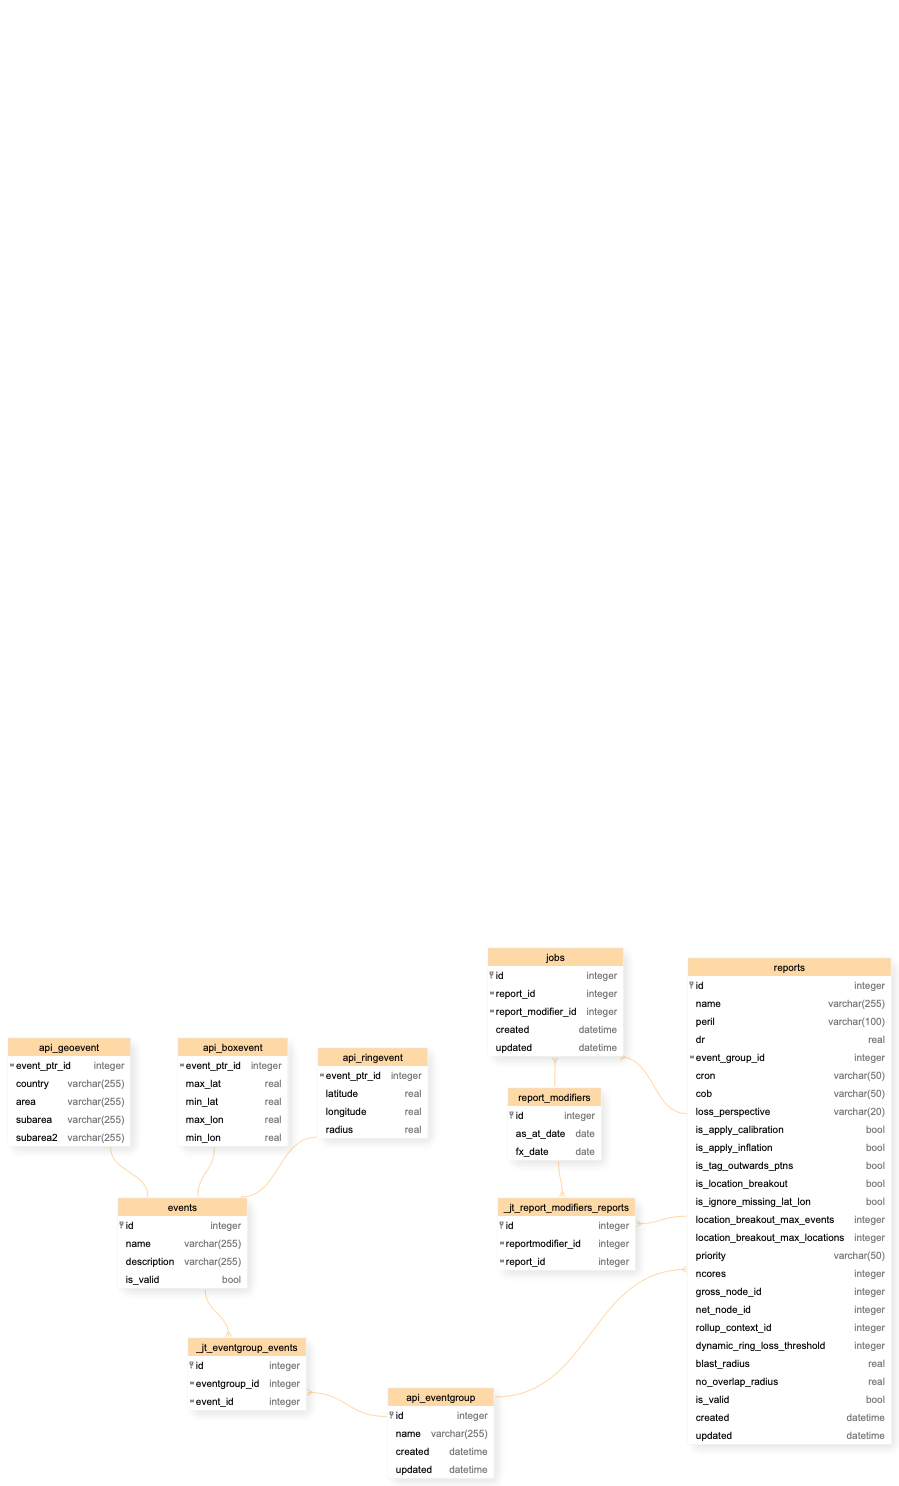 jobs
id integer
report_id integer
report_modifier_id integer
created datetime
updated datetime
reports
id integer
name varchar(255)
peril varchar(100)
dr real
event_group_id integer
cron varchar(50)
cob varchar(50)
loss_perspective varchar(20)
is_apply_calibration bool
is_apply_inflation bool
is_tag_outwards_ptns bool
is_location_breakout bool
is_ignore_missing_lat_lon bool
location_breakout_max_events integer
location_breakout_max_locations integer
priority varchar(50)
ncores integer
gross_node_id integer
net_node_id integer
rollup_context_id integer
dynamic_ring_loss_threshold integer
blast_radius real
no_overlap_radius real
is_valid bool
created datetime
updated datetime
api_geoevent
event_ptr_id integer
country varchar(255)
area varchar(255)
subarea varchar(255)
subarea2 varchar(255)
api_boxevent
event_ptr_id integer
max_lat real
min_lat real
max_lon real
min_lon real
api_ringevent
event_ptr_id integer
latitude real
longitude real
radius real
report_modifiers
id integer
as_at_date date
fx_date date
events
id integer
name varchar(255)
description varchar(255)
is_valid bool
_jt_report_modifiers_reports
id integer
reportmodifier_id integer
report_id integer
_jt_eventgroup_events
id integer
eventgroup_id integer
event_id integer
api_eventgroup
id integer
name varchar(255)
created datetime
updated datetime